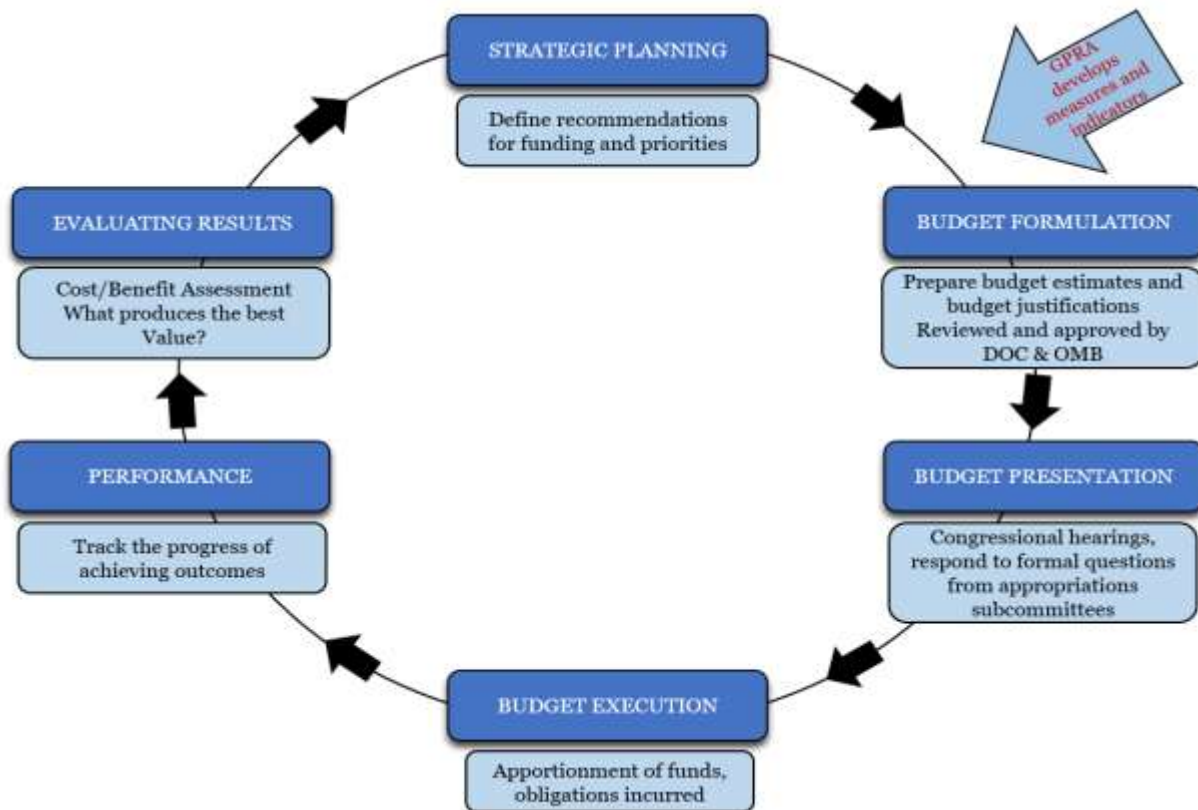 STRATEGIC PLANNING
Define recommendations
for funding and priorities
GPRA
develops
measures and
indicators
BUDGET FORMULATION
Prepare budget estimates and
budget justifications
Reviewed and approved by
DOC & OMB
BUDGET PRESENTATION
Congressional hearings,
respond to formal questions
from appropriations
subcommittees
BUDGET EXECUTION
Apportionment of funds,
obligations incurred
PERFORMANCE
Track the progress of
achieving outcomes
EVALUATING RESULTS
Cost/Benefit Assessment
What produces the best
Value?